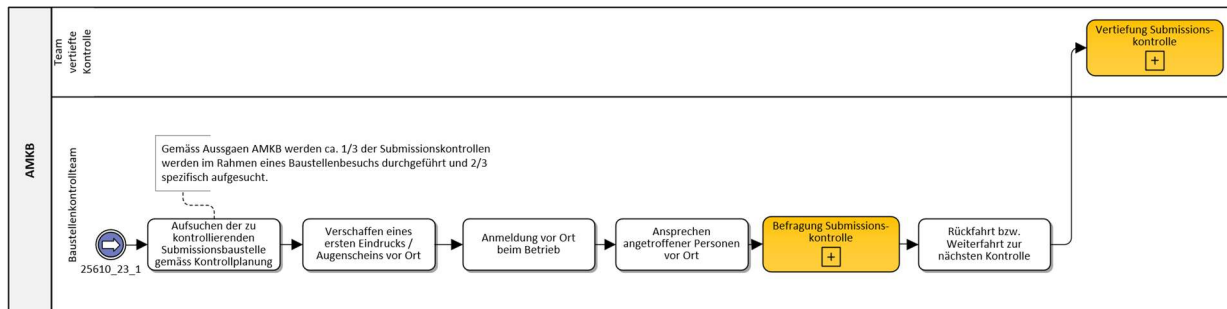 AMKB
Team
vertiefte
Kontrolle
Vertiefung Submissions-
kontrolle
Baustellenkontrollteam
Gemäss Aussgaen AMKB werden ca. 1/3 der Submissionskontrollen
werden im Rahmen eines Baustellenbesuchs durchgeführt und 2/3
spezifisch aufgesucht.
25610_23_1
Aufsuchen der zu
kontrollierenden
Submissionsbaustelle
gemäss Kontrollplanung
Verschaffen eines
ersten Eindrucks /
Augenscheins vor Ort
Anmeldung vor Ort
beim Betrieb
Ansprechen
angetroffener Personen
vor Ort
Befragung Submissions-
kontrolle
Rückfahrt bzw.
Weiterfahrt zur
nächsten Kontrolle